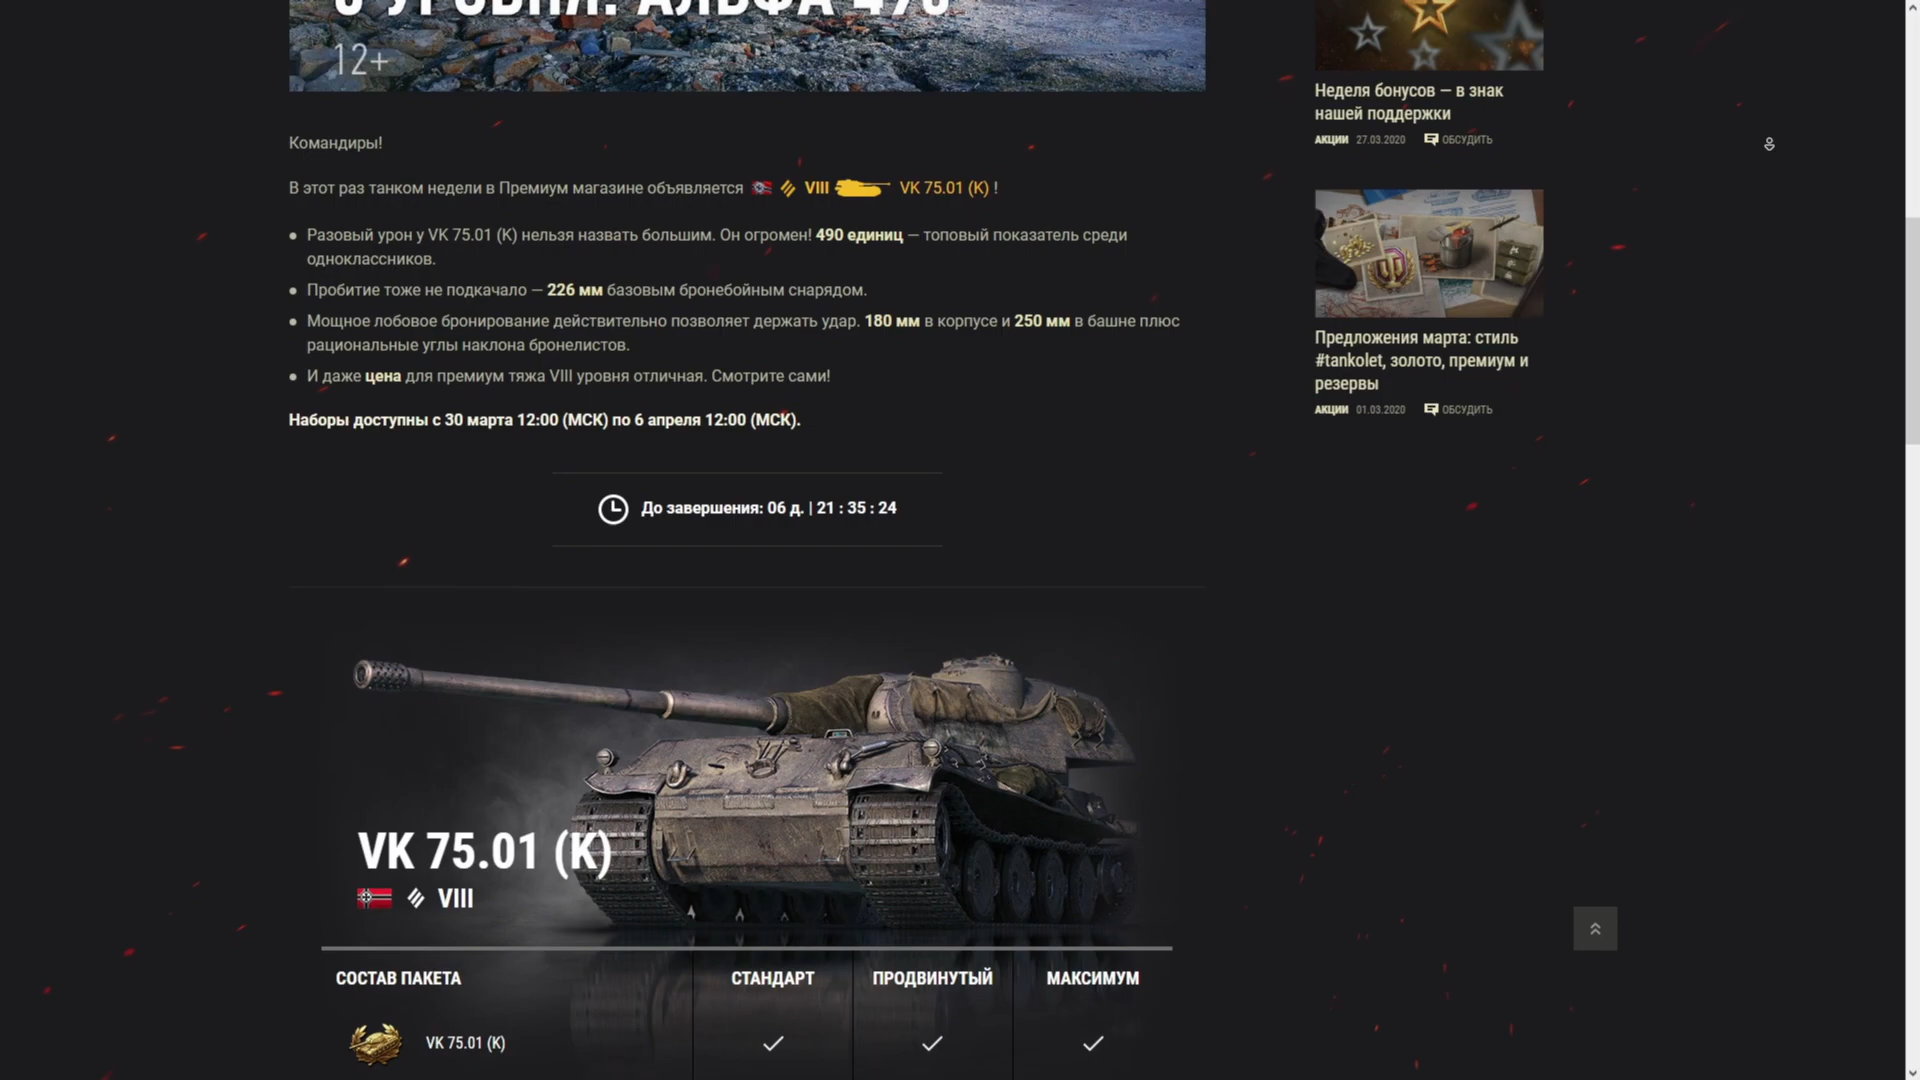 8 УРОВНЯ: АЛЬФА 490
12+
Командиры!
В этот раз танком недели в Премиум магазине объявляется VIII VK 75.01 (K) !
Разовый урон у VK 75.01 (K) нельзя назвать большим. Он огромен! 490 единиц — топовый показатель среди
одноклассников.
Пробитие тоже не подкачало — 226 мм базовым бронебойным снарядом.
Мощное лобовое бронирование действительно позволяет держать удар. 180 мм в корпусе и 250 мм в башне плюс
рациональные углы наклона бронелистов.
И даже цена для премиум тяжа VIII уровня отличная. Смотрите сами!
Наборы доступны с 30 марта 12:00 (МСК) по 6 апреля 12:00 (МСК).
До завершения: 06 д. | 21 : 35 : 24
VK 75.01 (K)
VIII
СОСТАВ ПАКЕТА СТАНДАРТ ПРОДВИНУТЫЙ МАКСИМУМ
VK 75.01 (K)
Неделя бонусов — в знак
нашей поддержки
АКЦИИ 27.03.2020 ОБСУДИТЬ
Предложения марта: стиль
#tankolet, золото, премиум и
резервы
АКЦИИ 01.03.2020 ОБСУДИТЬ